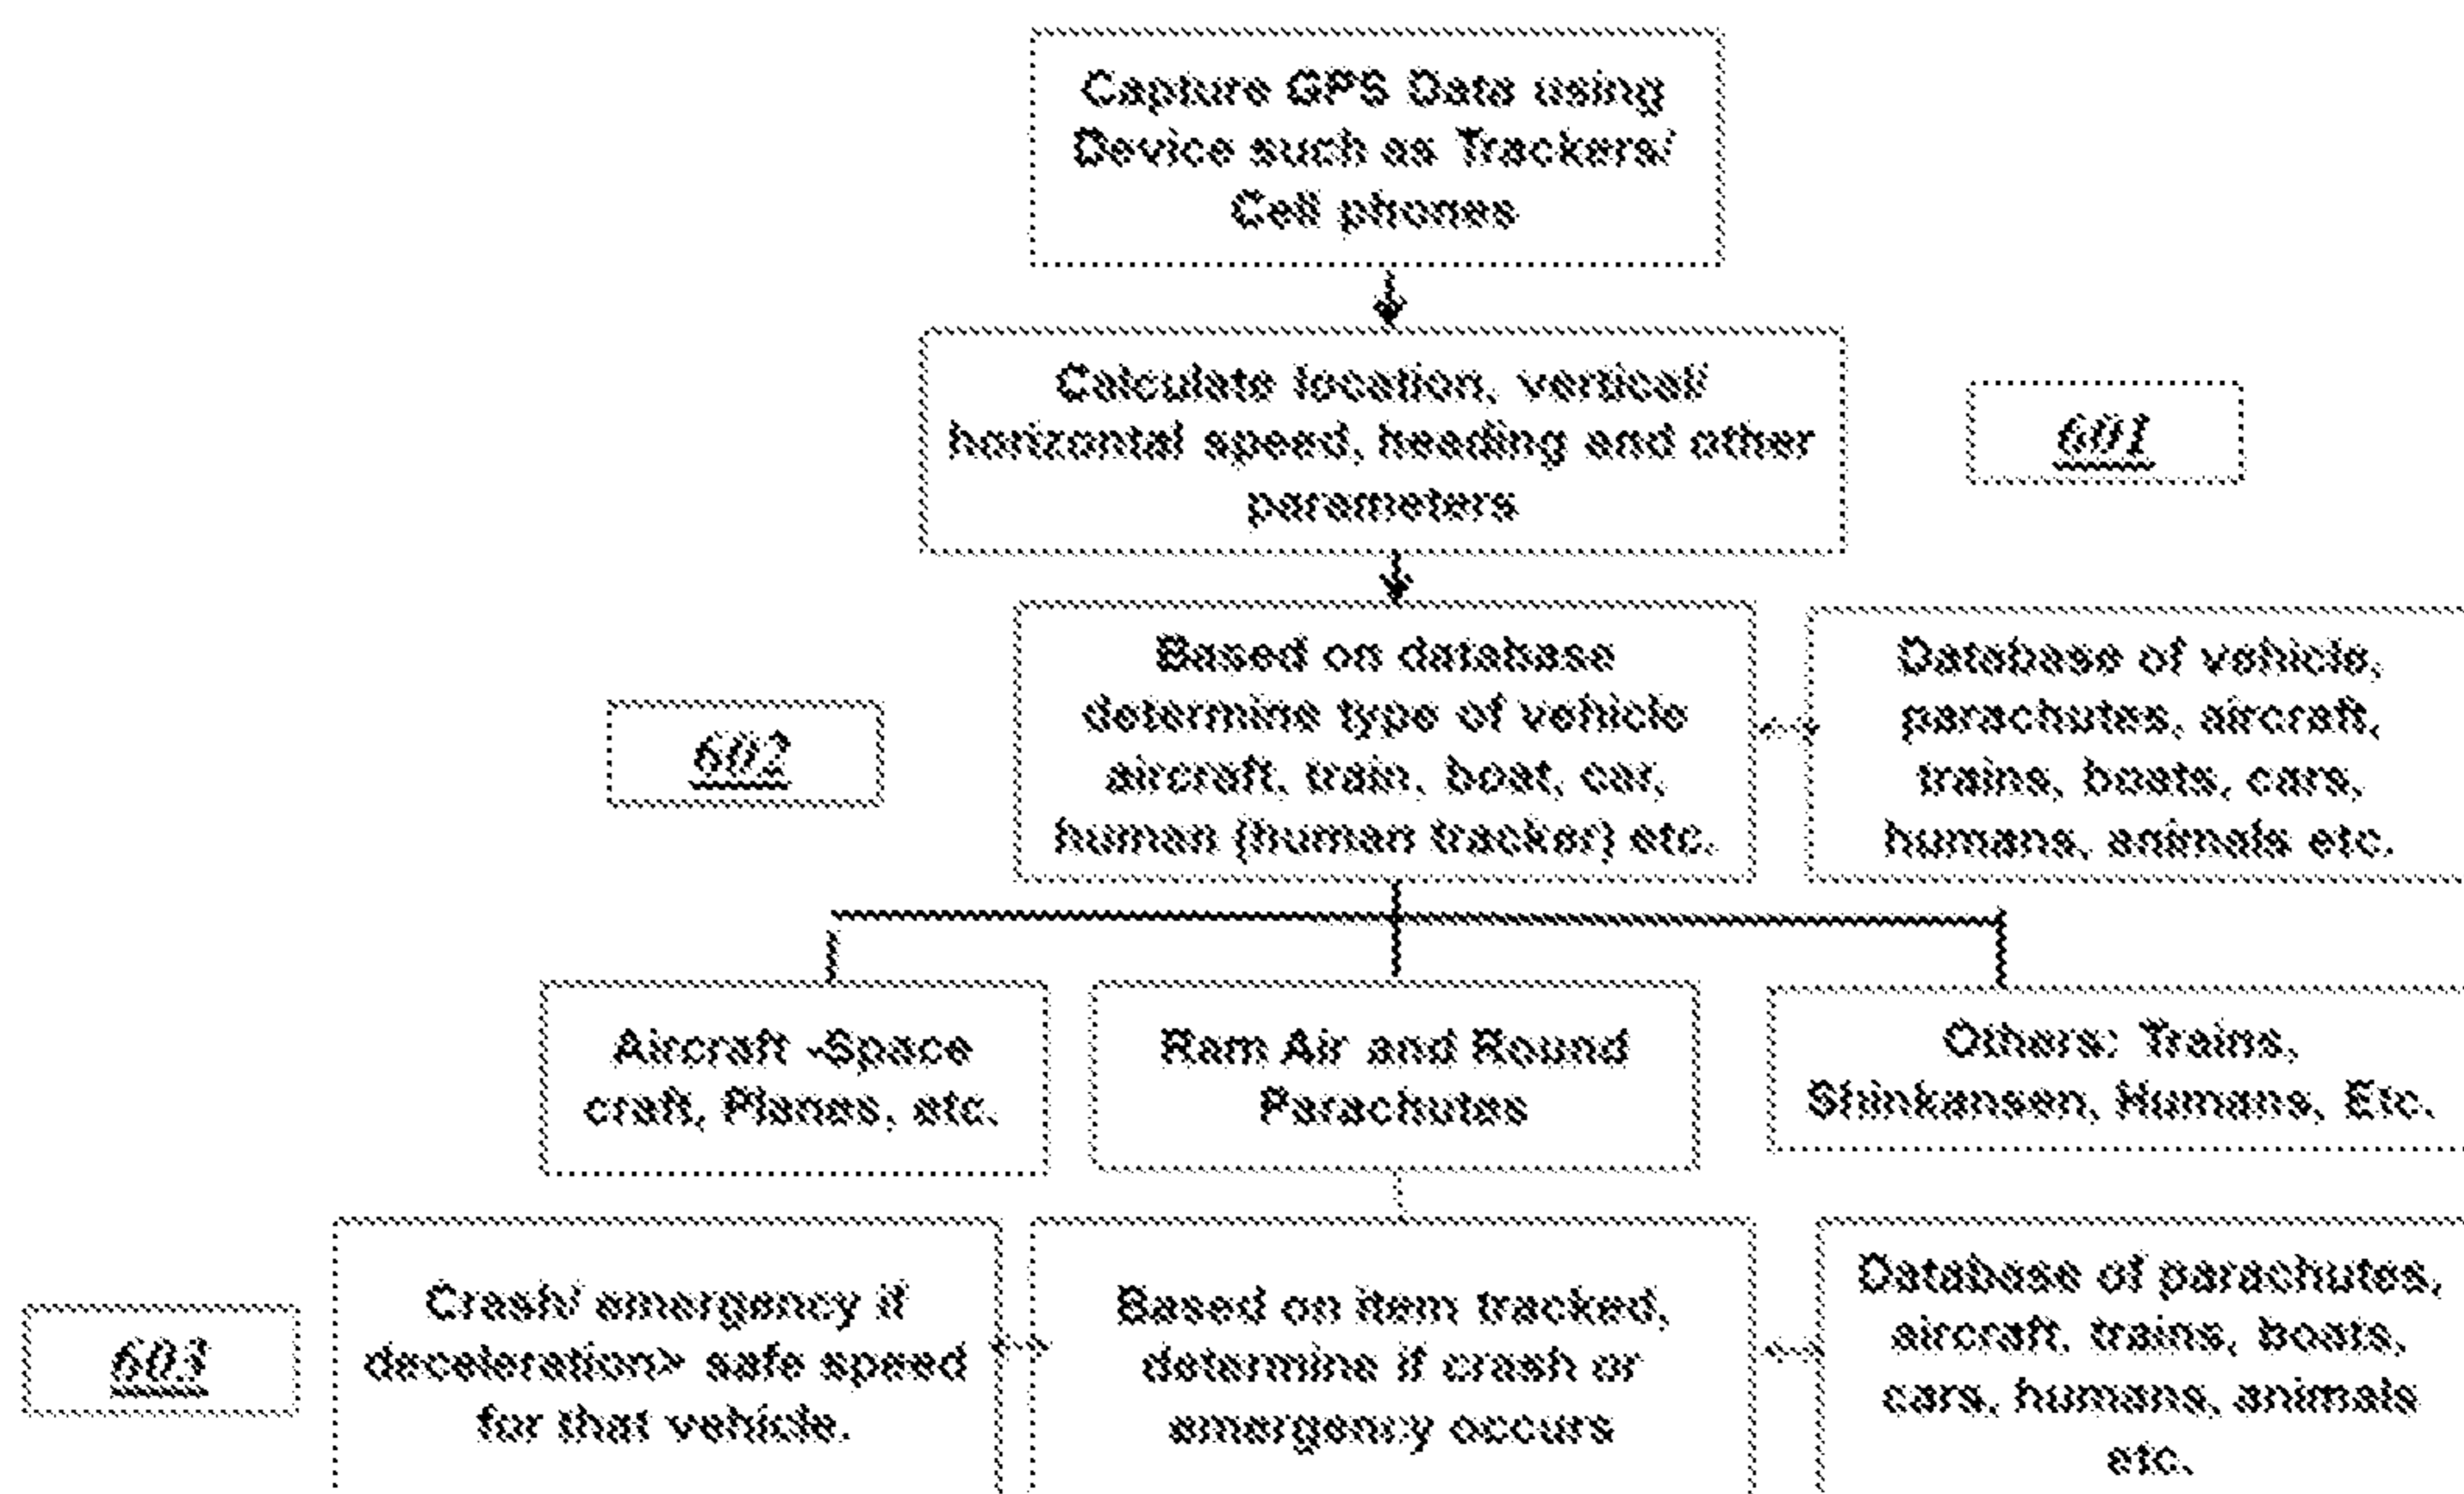 Capture GPS Data using
Device such as Trackers/
Cell phones
Calculate location, vertical/
horizontal speed, heading and other
parameters
601
Based on database
determine type of vehicle
aircraft, train, boat, car,
human (human tracker) etc.
Database of vehicle,
parachutes, aircraft,
trains, boats, cars,
humans, animals etc.
602
Aircraft -Space
craft, Planes, etc.
Ram Air and Round
Parachutes
Others: Trains,
Shinkansen, Humans, Etc.
603
Crash/ emergency if
deceleration> safe speed
for that vehicle.
Based on item tracked,
determine if crash or
emergency occurs
Database of parachutes,
aircraft, trains, boats,
cars, humans, animals
etc.